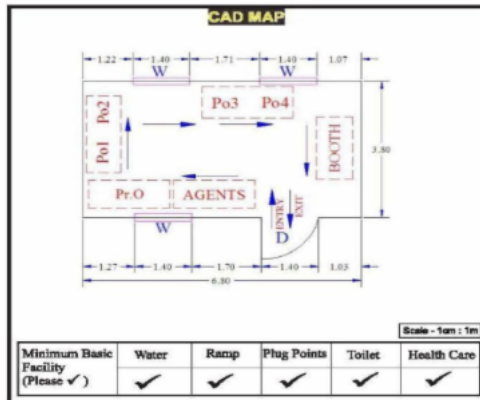 CAD MAP
1.22 1.40 1.71 1.40 1.07
W W
Po2 Po3 Po4
Po1 BOOTH 3.80
Pr.O AGENTS ENTRY EXIT
W D
1.27 1.40 1.70 1.40 1.03
6.80
Scale - 1cm : 1m
Minimum Basic Facility (Please ✓) Water Ramp Plug Points Toilet Health Care
✓ ✓ ✓ ✓ ✓